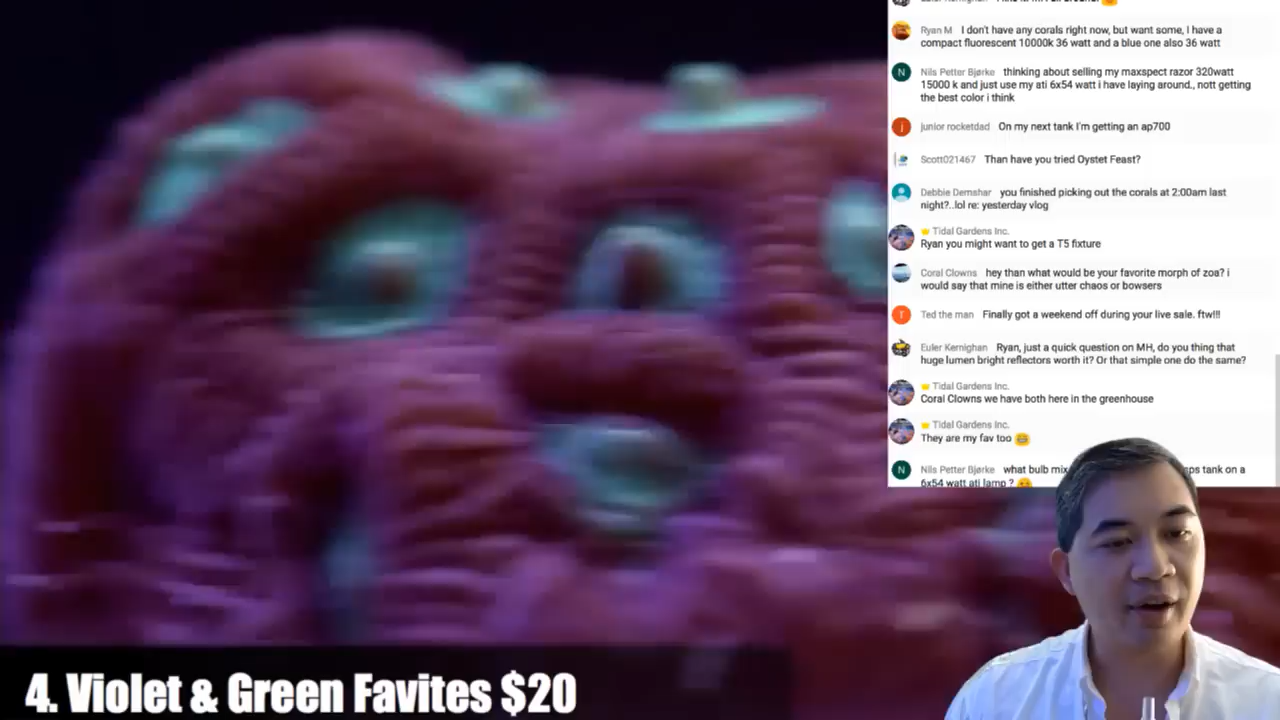 Ryan M I don't have any corals right now, but want some, I have a
compact fluorescent 10000k 36 watt and a blue one also 36 watt
N Nils Petter Bjørke thinking about selling my maxspect razor 320watt
15000 k and just use my ati 6x54 watt i have laying around., nott getting
the best color i think
j junior rocketdad On my next tank I'm getting an ap700
Scott021467 Than have you tried Oystet Feast?
Debbie Demshar you finished picking out the corals at 2:00am last
night?..lol re: yesterday vlog
Tidal Gardens Inc.
Ryan you might want to get a T5 fixture
Coral Clowns hey than what would be your favorite morph of zoa? i
would say that mine is either utter chaos or bowsers
T Ted the man Finally got a weekend off during your live sale. ftw!!!
Euler Kernighan Ryan, just a quick question on MH, do you thing that
huge lumen bright reflectors worth it? Or that simple one do the same?
Tidal Gardens Inc.
Coral Clowns we have both here in the greenhouse
Tidal Gardens Inc.
They are my fav too
N Nils Petter Bjørke what bulb mix ps tank on a
6x54 watt ati lamp ?
4. Violet & Green Favites $20